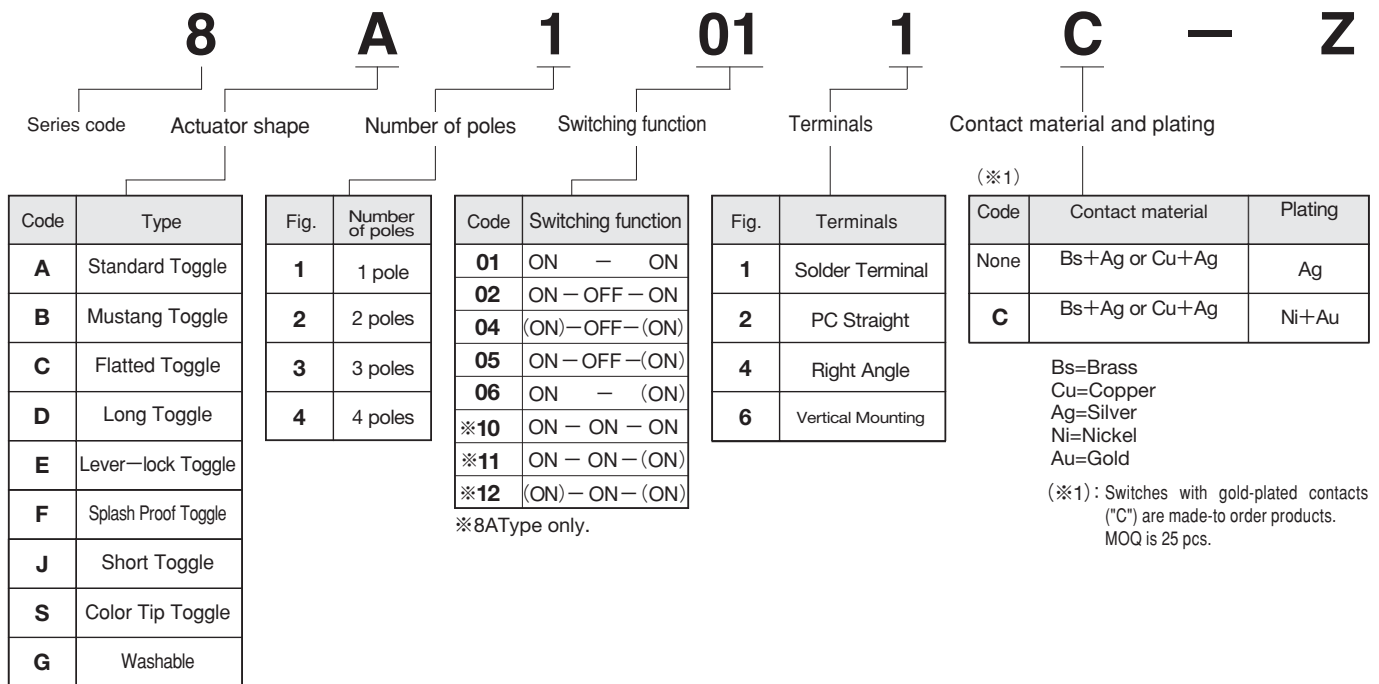 8 A 1 01 1 C － Z
Series code Actuator shape Number of poles Switching function Terminals Contact material and plating
Code Type
A Standard Toggle
B Mustang Toggle
C Flatted Toggle
D Long Toggle
E Lever－lock Toggle
F Splash Proof Toggle
J Short Toggle
S Color Tip Toggle
G Washable
Fig. Number of poles
1 1 pole
2 2 poles
3 3 poles
4 4 poles
Code Switching function
01 ON － ON
02 ON－OFF－ON
04 (ON)－OFF－(ON)
05 ON－OFF－(ON)
06 ON － (ON)
※10 ON － ON － ON
※11 ON － ON－(ON)
※12 (ON)－ON－(ON)
※8AType only.
Fig. Terminals
1 Solder Terminal
2 PC Straight
4 Right Angle
6 Vertical Mounting
(※1)
Code Contact material Plating
None Bs＋Ag or Cu＋Ag Ag
C Bs＋Ag or Cu＋Ag Ni＋Au
Bs=Brass
Cu=Copper
Ag=Silver
Ni=Nickel
Au=Gold
(※1): Switches with gold-plated contacts
("C") are made-to order products.
MOQ is 25 pcs.